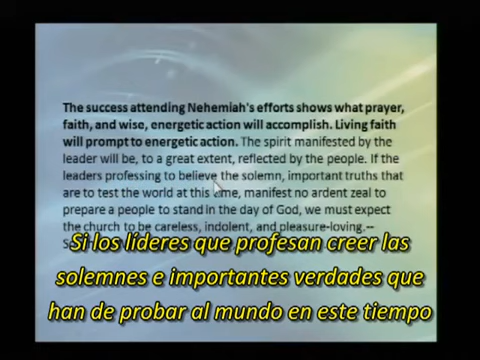 The success attending Nehemiah's efforts shows what prayer,
faith, and wise, energetic action will accomplish. Living faith
will prompt to energetic action. The spirit manifested by the
leader will be, to a great extent, reflected by the people. If the
leaders professing to believe the solemn, important truths that
are to test the world at this time, manifest no ardent zeal to
prepare a people to stand in the day of God, we must expect
the church to be careless, indolent, and pleasure-loving.--
Si los líderes que profesan creer las
solemnes e importantes verdades que
han de probar al mundo en este tiempo